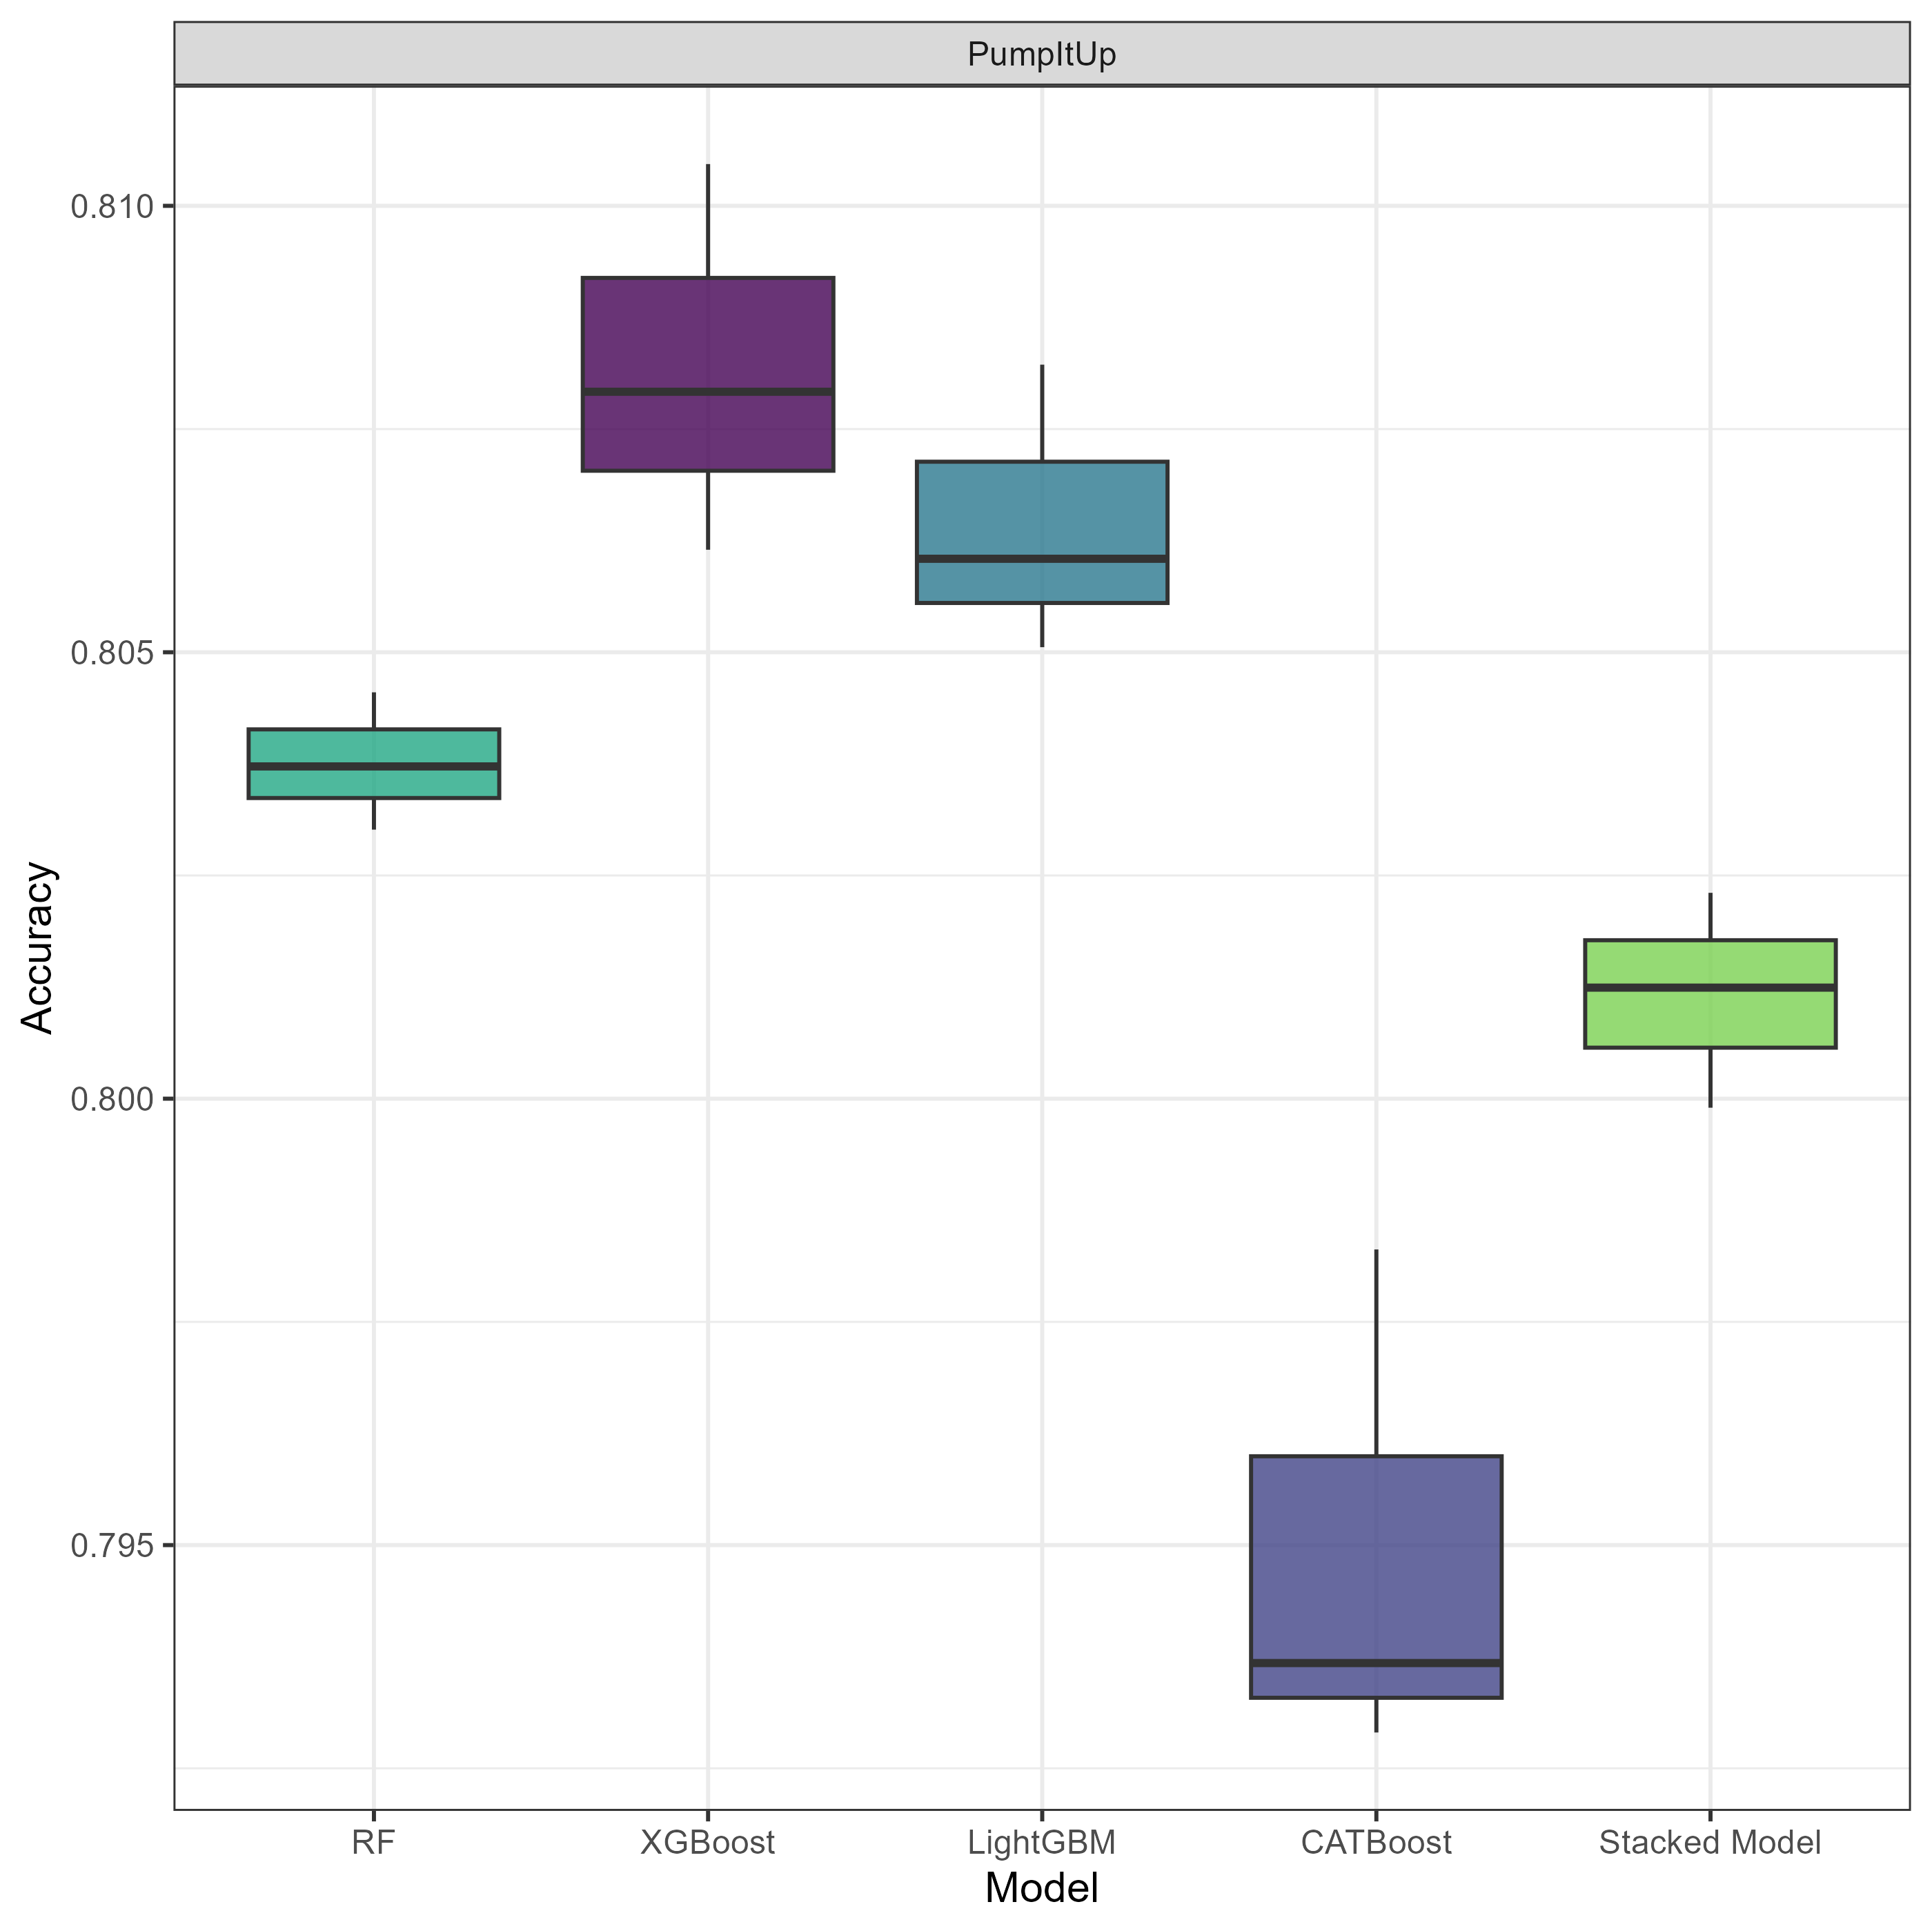 PumpItUp
0.810
0.805
0.800
0.795
Accuracy
RF
XGBoost
LightGBM
CATBoost
Stacked Model
Model